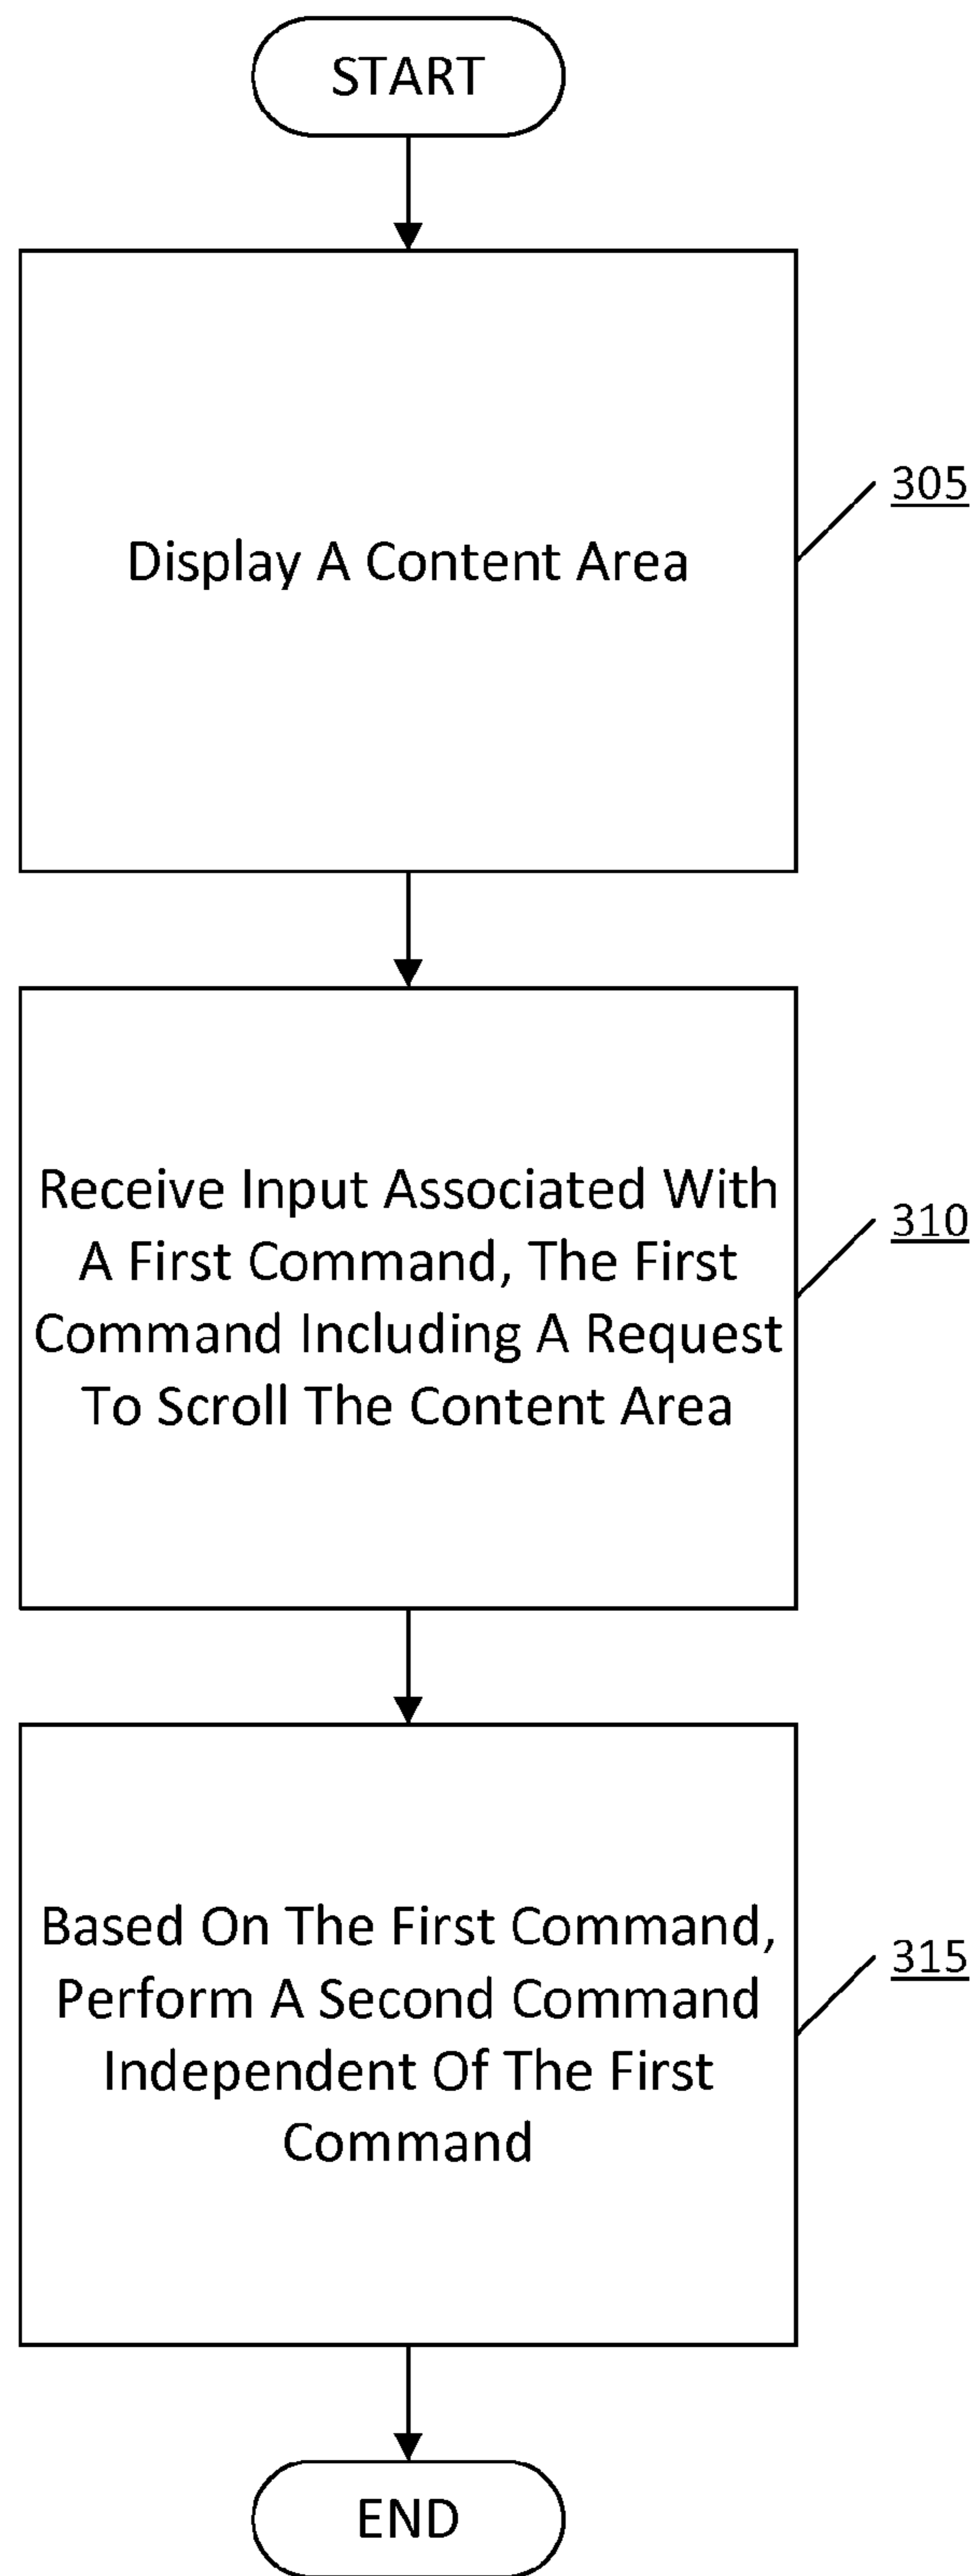 START
Display A Content Area
305
Receive Input Associated With
A First Command, The First
Command Including A Request
To Scroll The Content Area
310
Based On The First Command,
Perform A Second Command
Independent Of The First
Command
315
END